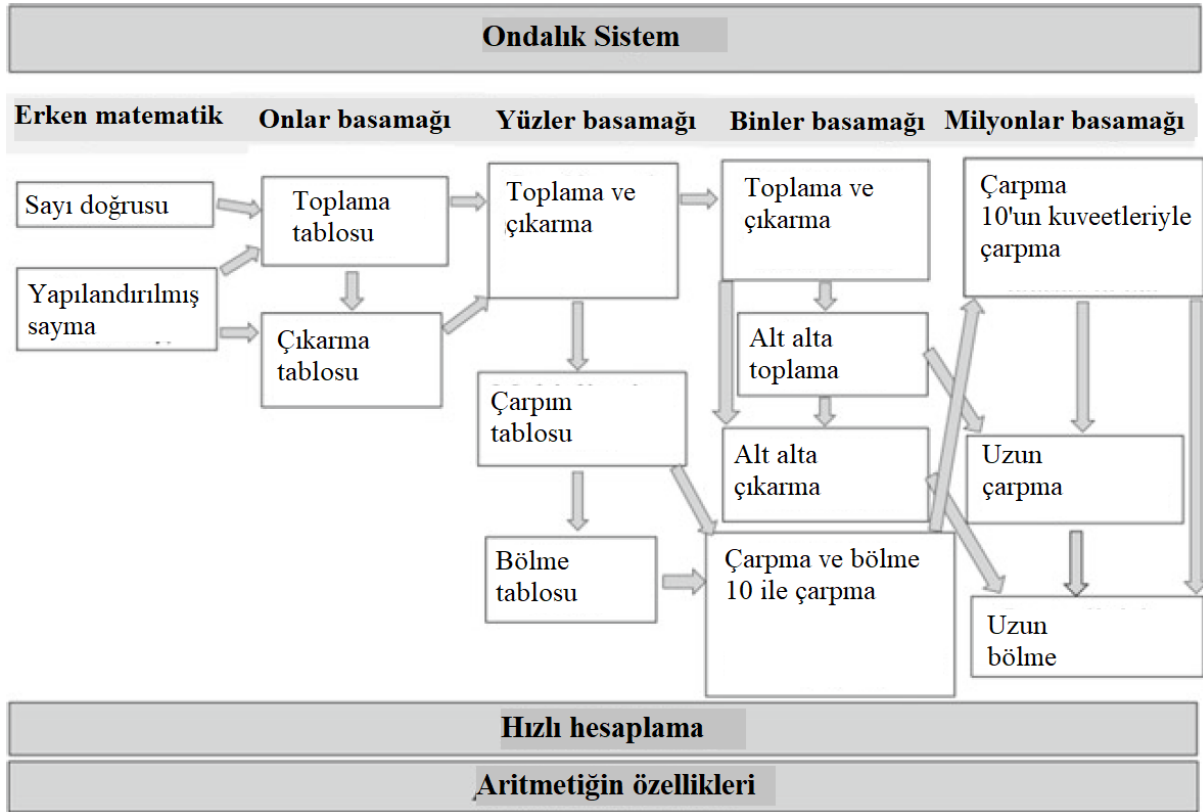 Ondalık Sistem
Erken matematik
Onlar basamağı
Yüzler basamağı
Binler basamağı
Milyonlar basamağı
Sayı doğrusu
Yapılandırılmış
sayma
Toplama
tablosu
Çıkarma
tablosu
Toplama ve
çıkarma
Çarpım
tablosu
Bölme
tablosu
Toplama ve
çıkarma
Alt alta
toplama
Alt alta
çıkarma
Çarpma ve bölme
10 ile çarpma
Çarpma
10'un kuveetleriyle
çarpma
Uzun
çarpma
Uzun
bölme
Hızlı hesaplama
Aritmetiğin özellikleri